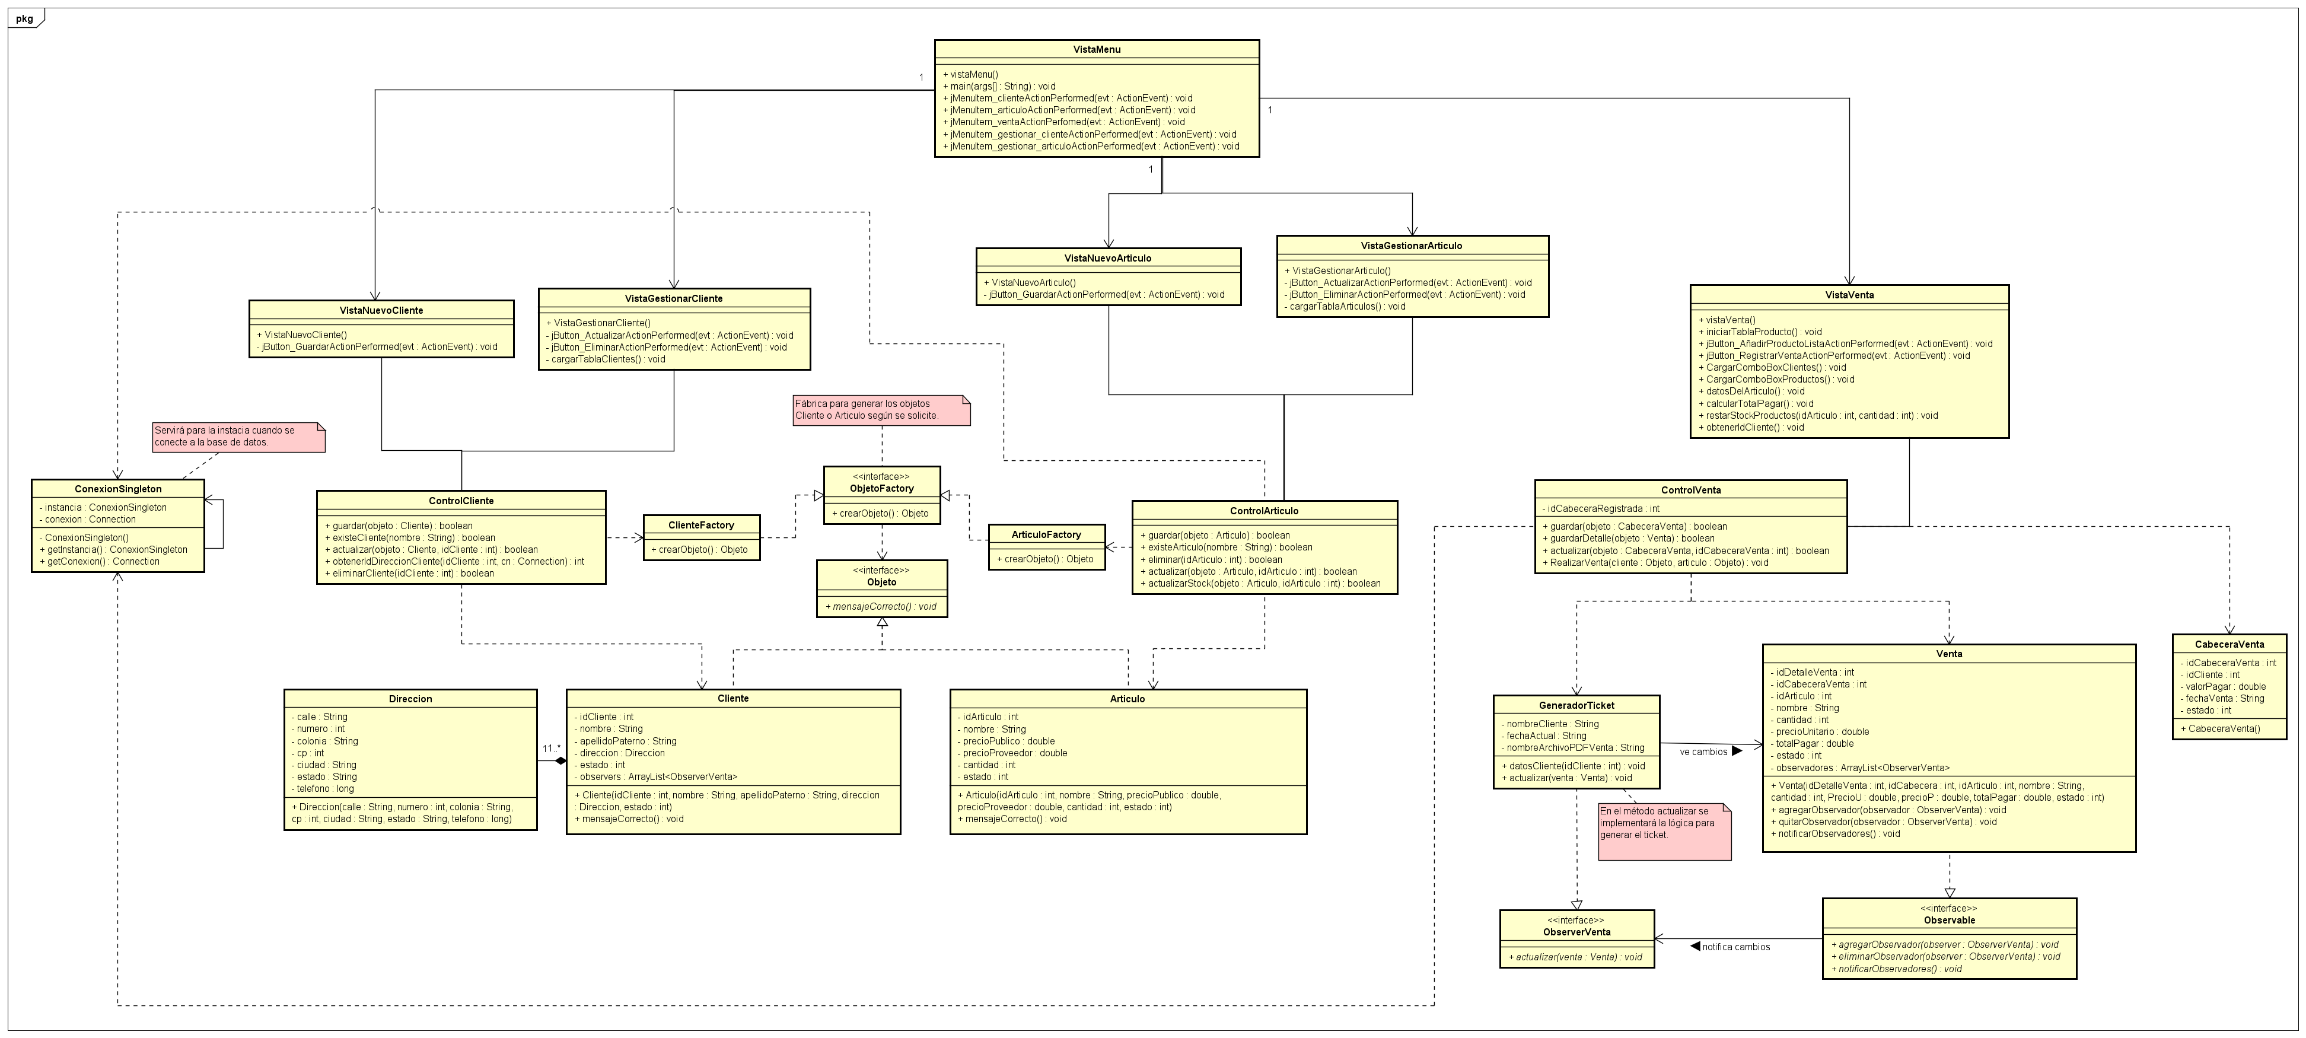 pkg
VistaMenu
+ vistaMenu()
+ main(args[] : String) : void
+ jMenuItem_clienteActionPerformed(evt : ActionEvent) : void
+ jMenuItem_articuloActionPerformed(evt : ActionEvent) : void
+ jMenuItem_ventaActionPerfomed(evt : ActionEvent) : void
+ jMenuItem_gestionar_clienteActionPerformed(evt : ActionEvent) : void
+ jMenuItem_gestionar_articuloActionPerformed(evt : ActionEvent) : void
1
1
1
VistaNuevoCliente
+ VistaNuevoCliente()
- jButton_GuardarActionPerformed(evt : ActionEvent) : void
VistaGestionarCliente
+ VistaGestionarCliente()
- jButton_ActualizarActionPerformed(evt : ActionEvent) : void
- jButton_EliminarActionPerformed(evt : ActionEvent) : void
- cargarTablaClientes() : void
VistaNuevoArticulo
+ VistaNuevoArticulo()
- jButton_GuardarActionPerformed(evt : ActionEvent) : void
VistaGestionarArticulo
+ VistaGestionarArticulo()
- jButton_ActualizarActionPerformed(evt : ActionEvent) : void
- jButton_EliminarActionPerformed(evt : ActionEvent) : void
- cargarTablaArticulos() : void
VistaVenta
+ vistaVenta()
+ iniciarTablaProducto() : void
+ jButton_AñadirProductoListaActionPerformed(evt : ActionEvent) : void
+ jButton_RegistrarVentaActionPerformed(evt : ActionEvent) : void
+ CargarComboBoxClientes() : void
+ CargarComboBoxProductos() : void
+ datosDelArticulo() : void
+ calcularTotalPagar() : void
+ restarStockProductos(idArticulo : int, cantidad : int) : void
+ obtenerIdCliente() : void
Servirá para la instacia cuando se
conecte a la base de datos.
Fábrica para generar los objetos
Cliente o Articulo según se solicite.
ConexionSingleton
- instancia : ConexionSingleton
- conexion : Connection
- ConexionSingleton()
+ getInstancia() : ConexionSingleton
+ getConexion() : Connection
ControlCliente
+ guardar(objeto : Cliente) : boolean
+ existeCliente(nombre : String) : boolean
+ actualizar(objeto : Cliente, idCliente : int) : boolean
+ obtenerIdDireccionCliente(idCliente : int, cn : Connection) : int
+ eliminarCliente(idCliente : int) : boolean
ClienteFactory
+ crearObjeto() : Objeto
<<interface>>
ObjetoFactory
+ crearObjeto() : Objeto
ArticuloFactory
+ crearObjeto() : Objeto
<<interface>>
Objeto
+ mensajeCorrecto() : void
ControlArticulo
+ guardar(objeto : Articulo) : boolean
+ existeArticulo(nombre : String) : boolean
+ eliminar(idArticulo : int) : boolean
+ actualizar(objeto : Articulo, idArticulo : int) : boolean
+ actualizarStock(objeto : Articulo, idArticulo : int) : boolean
ControlVenta
- idCabeceraRegistrada : int
+ guardar(objeto : CabeceraVenta) : boolean
+ guardarDetalle(objeto : Venta) : boolean
+ actualizar(objeto : CabeceraVenta, idCabeceraVenta : int) : boolean
+ RealizarVenta(cliente : Objeto, articulo : Objeto) : void
CabeceraVenta
- idCabeceraVenta : int
- idCliente : int
- valorPagar : double
- fechaVenta : String
- estado : int
+ CabeceraVenta()
Direccion
- calle : String
- numero : int
- colonia : String
- cp : int
- ciudad : String
- estado : String
- telefono : long
+ Direccion(calle : String, numero : int, colonia : String,
cp : int, ciudad : String, estado : String, telefono : long)
11..*
Cliente
- idCliente : int
- nombre : String
- apellidoPaterno : String
- direccion : Direccion
- estado : int
- observers : ArrayList<ObserverVenta>
+ Cliente(idCliente : int, nombre : String, apellidoPaterno : String, direccion
: Direccion, estado : int)
+ mensajeCorrecto() : void
Articulo
- idArticulo : int
- nombre : String
- precioPublico : double
- precioProveedor : double
- cantidad : int
- estado : int
+ Articulo(idArticulo : int, nombre : String, precioPublico : double,
precioProveedor : double, cantidad : int, estado : int)
+ mensajeCorrecto() : void
GeneradorTicket
- nombreCliente : String
- fechaActual : String
- nombreArchivoPDFVenta : String
+ datosCliente(idCliente : int) : void
+ actualizar(venta : Venta) : void
ve cambios
Venta
- idDetalleVenta : int
- idCabeceraVenta : int
- idArticulo : int
- nombre : String
- cantidad : int
- precioUnitario : double
- totalPagar : double
- estado : int
- observadores : ArrayList<ObserverVenta>
+ Venta(idDetalleVenta : int, idCabecera : int, idArticulo : int, nombre : String,
cantidad : int, PrecioU : double, precioP : double, totalPagar : double, estado : int)
+ agregarObservador(observador : ObserverVenta) : void
+ quitarObservador(observador : ObserverVenta) : void
+ notificarObservadores() : void
En el método actualizar se
implementará la lógica para
generar el ticket.
<<interface>>
ObserverVenta
+ actualizar(venta : Venta) : void
notifica cambios
<<interface>>
Observable
+ agregarObservador(observer : ObserverVenta) : void
+ eliminarObservador(observer : ObserverVenta) : void
+ notificarObservadores() : void